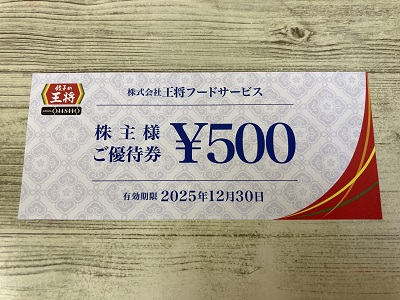 餃子の
王将
OHSHO
株式会社 王将フードサービス
株主様
ご優待券
¥500
有効期限 2025年12月30日